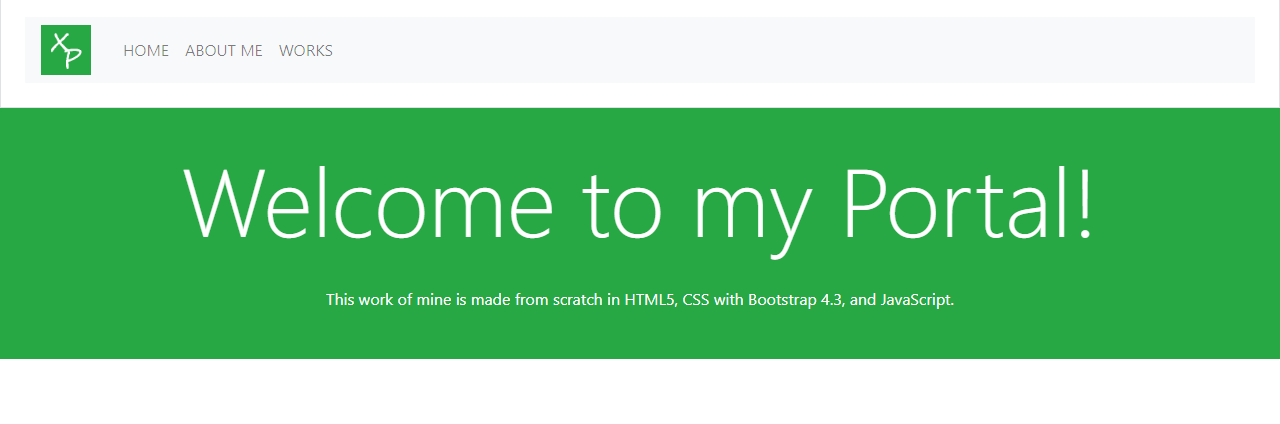 XP
HOME ABOUT ME WORKS
Welcome to my Portal!
This work of mine is made from scratch in HTML5, CSS with Bootstrap 4.3, and JavaScript.